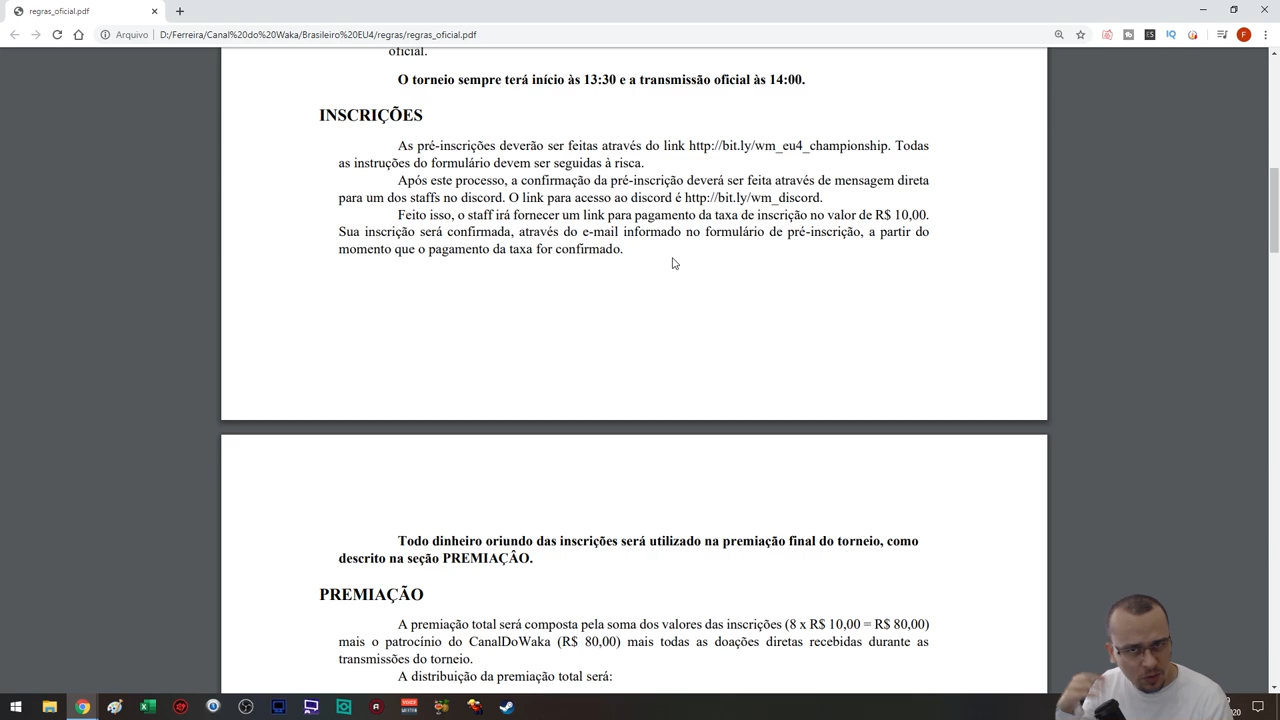 regras_oficial.pdf
Arquivo
D:/Ferreira/Canal%20do%20Waka/Brasileiro%20EU4/regras/regras_oficial.pdf
oficial.
O torneio sempre terá início às 13:30 e a transmissão oficial às 14:00.
INSCRIÇÕES
As pré-inscrições deverão ser feitas através do link http://bit.ly/wm_eu4_championship. Todas
as instruções do formulário devem ser seguidas à risca.
Após este processo, a confirmação da pré-inscrição deverá ser feita através de mensagem direta
para um dos staffs no discord. O link para acesso ao discord é http://bit.ly/wm_discord.
Feito isso, o staff irá fornecer um link para pagamento da taxa de inscrição no valor de R$ 10,00.
Sua inscrição será confirmada, através do e-mail informado no formulário de pré-inscrição, a partir do
momento que o pagamento da taxa for confirmado.
Todo dinheiro oriundo das inscrições será utilizado na premiação final do torneio, como
descrito na seção PREMIAÇÂO.
PREMIAÇÃO
A premiação total será composta pela soma dos valores das inscrições (8 x R$ 10,00 = R$ 80,00)
mais o patrocínio do CanalDoWaka (R$ 80,00) mais todas as doações diretas recebidas durante as
transmissões do torneio.
A distribuição da premiação total será: